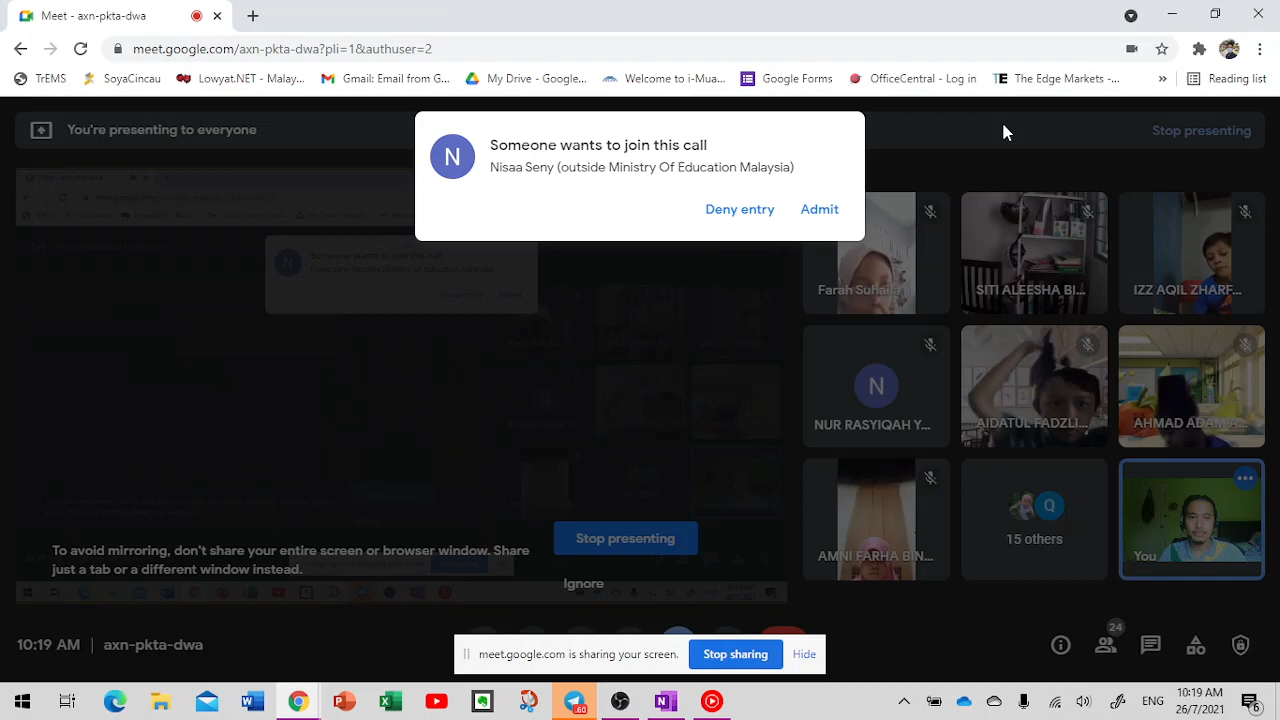 Meet - axn-pkta-dwa
meet.google.com/axn-pkta-dwa?pli=1&authuser=2
TrEMS
SoyaCincau
Lowyat.NET - Malay...
Gmail: Email from G...
My Drive - Google...
Welcome to i-Mua...
Google Forms
OfficeCentral - Log in
The Edge Markets -...
Reading list
You're presenting to everyone
Stop presenting
N
Someone wants to join this call
Nisaa Seny (outside Ministry Of Education Malaysia)
Deny entry
Admit
Farah Suhaila
SITI ALEESHA BI...
IZZ AQIL ZHARF...
N
NUR RASYIQAH Y...
AIDATUL FADZLI...
AHMAD ADAM A...
AMNI FARHA BIN...
Q
15 others
You
To avoid mirroring, don't share your entire screen or browser window. Share
just a tab or a different window instead.
Stop presenting
Ignore
10:19 AM
axn-pkta-dwa
24
meet.google.com is sharing your screen.
Stop sharing
Hide
.60
ENG
10:19 AM
26/7/2021
6